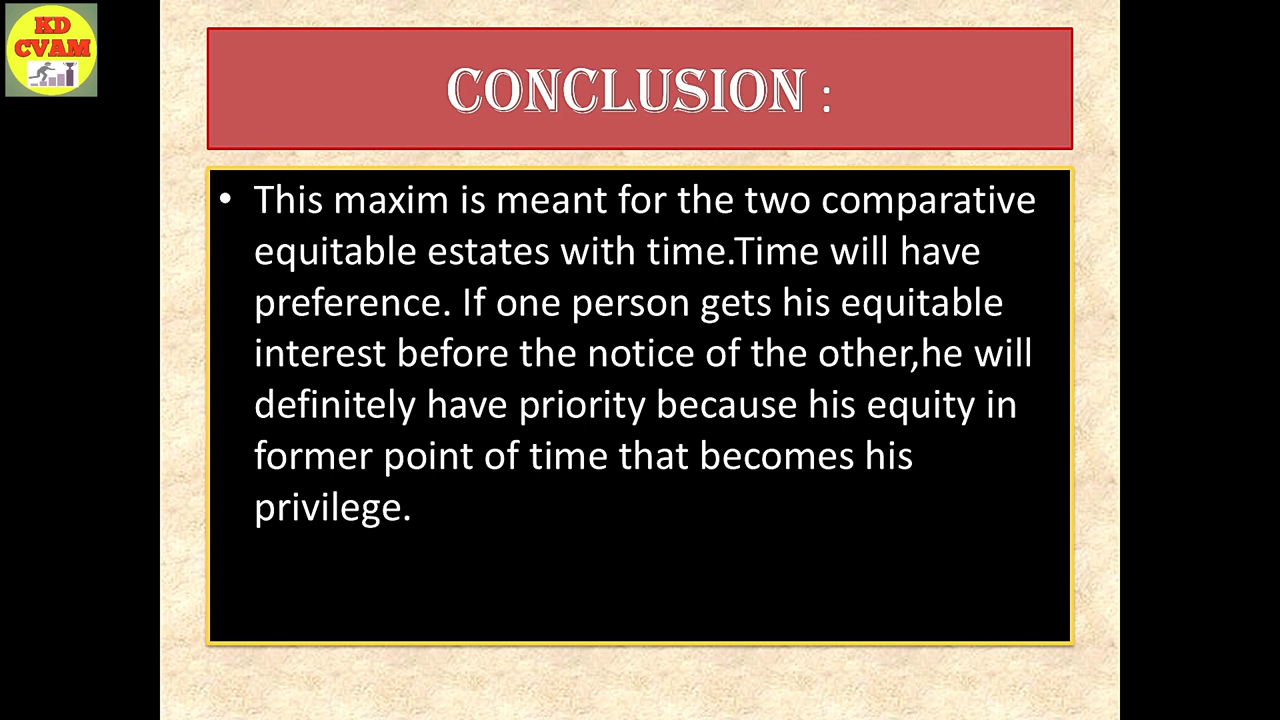 KD
CVAM
CONCLUSION :
• This maxim is meant for the two comparative
equitable estates with time.Time will have
preference. If one person gets his equitable
interest before the notice of the other,he will
definitely have priority because his equity in
former point of time that becomes his
privilege.